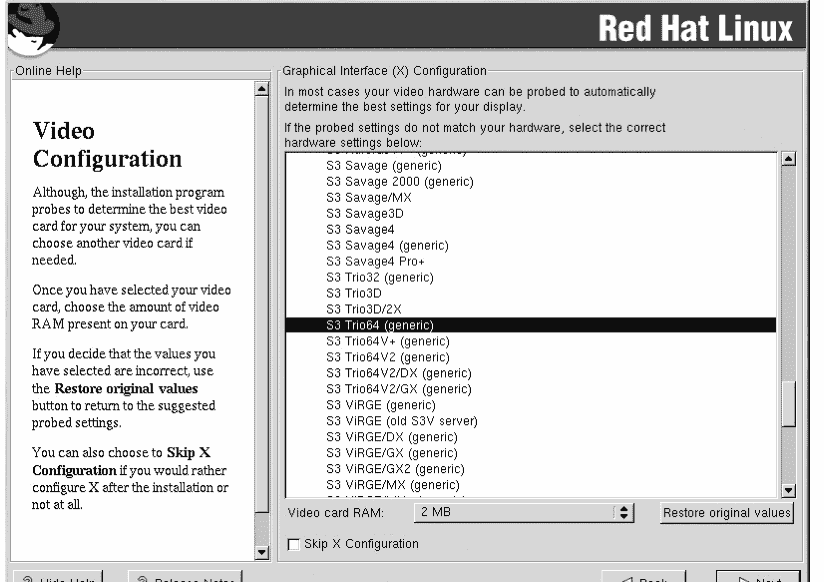 Red Hat Linux
Online Help
Video
Configuration
Although, the installation program
probes to determine the best video
card for your system, you can
choose another video card if
needed.
Once you have selected your video
card, choose the amount of video
RAM present on your card.
If you decide that the values you
have selected are incorrect, use
the Restore original values
button to return to the suggested
probed settings.
You can also choose to Skip X
Configuration if you would rather
configure X after the installation or
not at all.
Graphical Interface (X) Configuration
In most cases your video hardware can be probed to automatically
determine the best settings for your display.
If the probed settings do not match your hardware, select the correct
hardware settings below:
S3 Savage (generic)
S3 Savage 2000 (generic)
S3 Savage/MX
S3 Savage3D
S3 Savage4
S3 Savage4 (generic)
S3 Savage4 Pro+
S3 Trio32 (generic)
S3 Trio3D
S3 Trio3D/2X
S3 Trio64 (generic)
S3 Trio64V+ (generic)
S3 Trio64V2 (generic)
S3 Trio64V2/DX (generic)
S3 Trio64V2/GX (generic)
S3 ViRGE (generic)
S3 ViRGE (old S3V server)
S3 ViRGE/DX (generic)
S3 ViRGE/GX (generic)
S3 ViRGE/GX2 (generic)
S3 ViRGE/MX (generic)
Video card RAM: 2 MB Restore original values
Skip X Configuration
Hide Help Release Notes Back Next